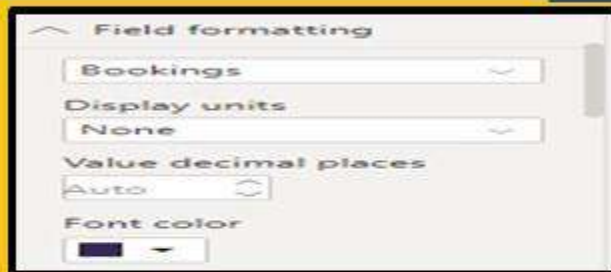 Field formatting
Bookings
Display units
None
Value decimal places
Auto
Font color